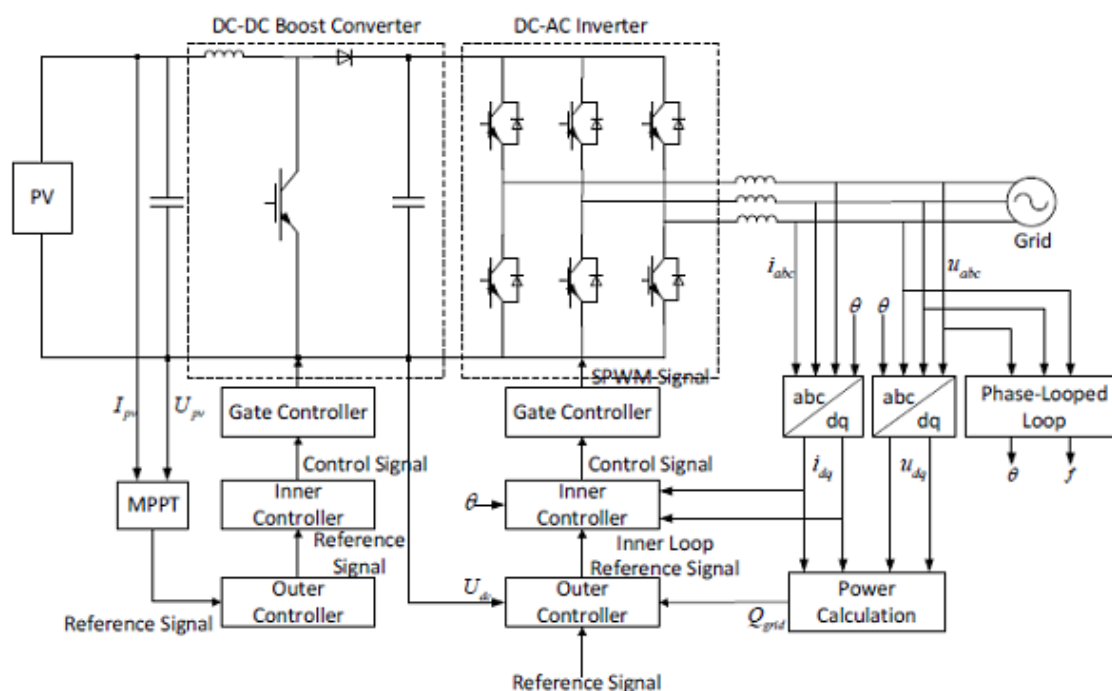 DC-DC Boost Converter
DC-AC Inverter
PV
Grid
i_abc
u_abc
θ
θ
SPWM Signal
I_pv
U_pv
Gate Controller
Gate Controller
abc
dq
abc
dq
Phase-Looped
Loop
Control Signal
Control Signal
i_dq
u_dq
θ
f
MPPT
Inner
Controller
θ
Inner
Controller
Reference
Signal
Inner Loop
Reference Signal
Outer
Controller
U_dc
Outer
Controller
Power
Calculation
Reference Signal
Q_grid
Reference Signal